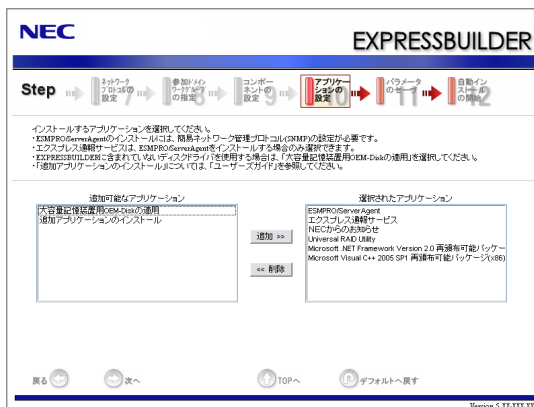 NEC
EXPRESSBUILDER
Step
ネットワークプロトコルの設定 7
参加ドメインワークグループの指定 8
コンポーネントの設定 9
アプリケーションの設定 10
パラメータのセーブ 11
自動インストールの開始 12
インストールするアプリケーションを選択してください。
・ESMPRO/ServerAgentのインストールには、簡易ネットワーク管理プロトコル(SNMP)の設定が必要です。
・エクスプレス通報サービスは、ESMPRO/ServerAgentをインストールする場合のみ選択できます。
・EXPRESSBUILDERに含まれていないディスクドライバを使用する場合は、「大容量記憶装置用OEM-Diskの適用」を選択してください。
・「追加アプリケーションのインストール」については、「ユーザーズガイド」を参照してください。
追加可能なアプリケーション
選択されたアプリケーション
大容量記憶装置用OEM-Diskの適用
追加アプリケーションのインストール
追加 >>
<< 削除
ESMPRO/ServerAgent
エクスプレス通報サービス
NECからのお知らせ
Universal RAID Utility
Microsoft .NET Framework Version 2.0 再頒布可能パッケー
Microsoft Visual C++ 2005 SP1 再頒布可能パッケージ(x86)
戻る
次へ
TOPへ
デフォルトへ戻す